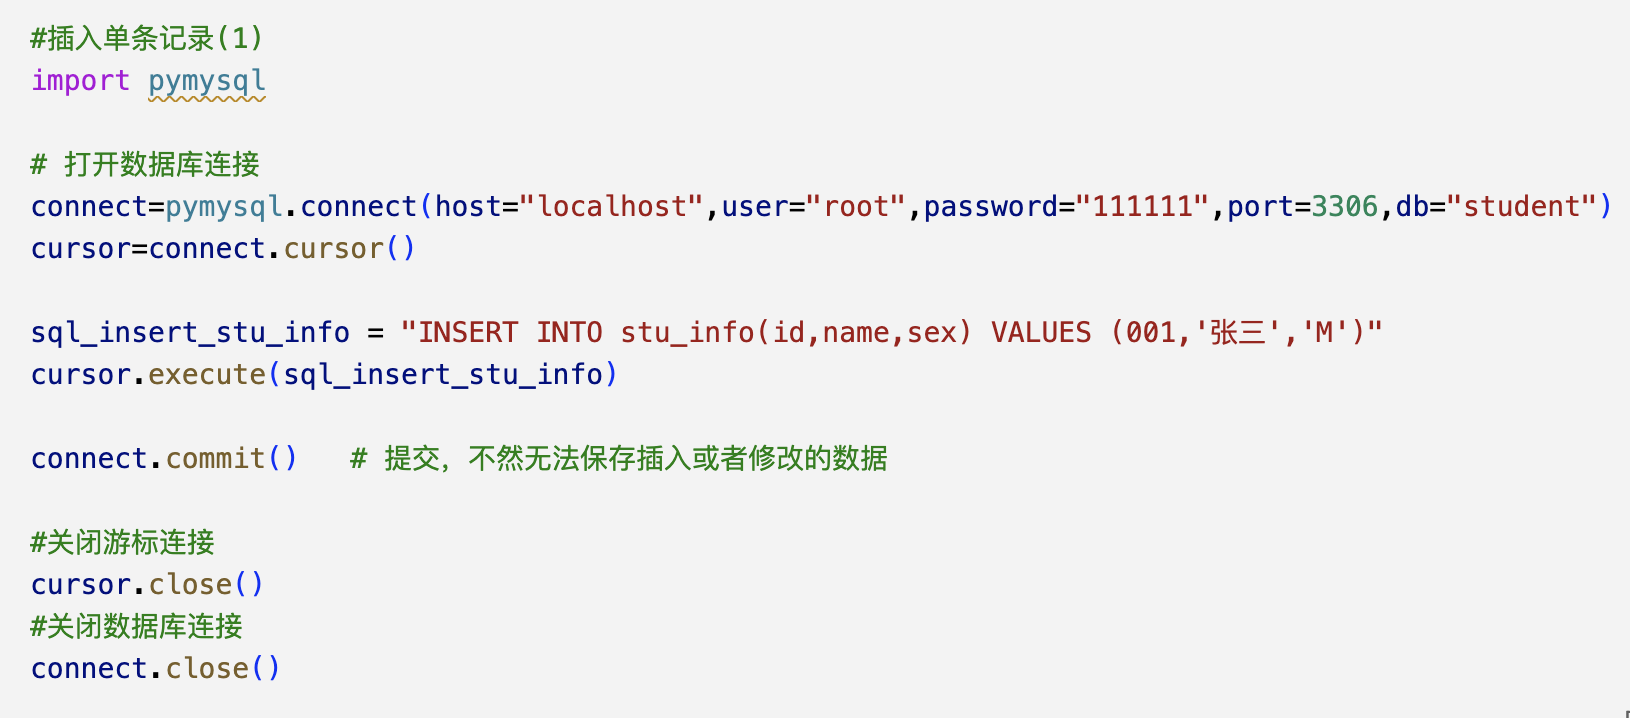 #插入单条记录(1)
import pymysql
# 打开数据库连接
connect=pymysql.connect(host="localhost",user="root",password="111111",port=3306,db="student")
cursor=connect.cursor()
sql_insert_stu_info = "INSERT INTO stu_info(id,name,sex) VALUES (001,'张三','M')"
cursor.execute(sql_insert_stu_info)
connect.commit()   # 提交，不然无法保存插入或者修改的数据
#关闭游标连接
cursor.close()
#关闭数据库连接
connect.close()